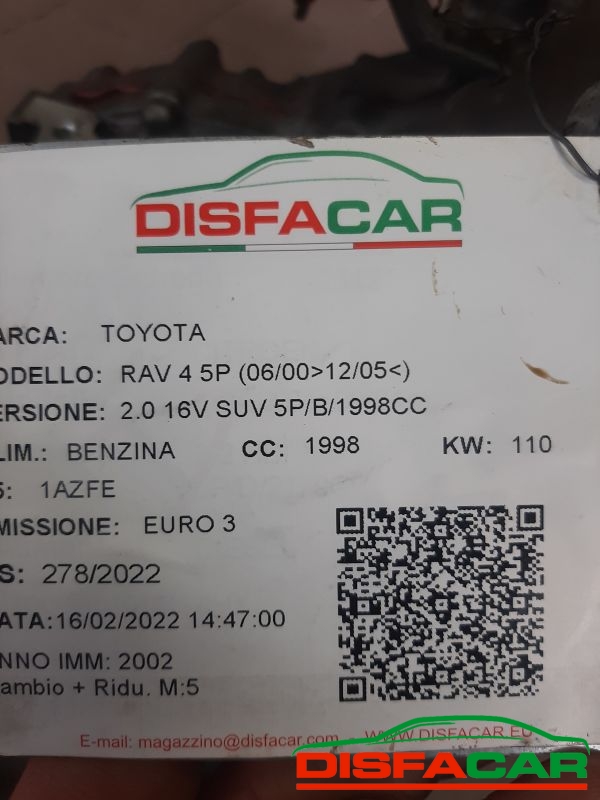 DISFACAR
ARCA: TOYOTA
ODELLO: RAV 4 5P (06/00>12/05<)
ERSIONE: 2.0 16V SUV 5P/B/1998CC
LIM.: BENZINA CC: 1998 KW: 110
5: 1AZFE
MISSIONE: EURO 3
S: 278/2022
ATA:16/02/2022 14:47:00
NNO IMM: 2002
ambio + Ridu. M:5
E-mail: magazzino@disfacar.com - WWW.DISFACAR.EU
DISFACAR